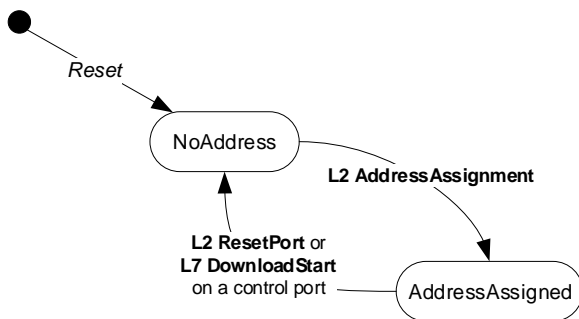 Reset
NoAddress
L2 AddressAssignment
L2 ResetPort or
L7 DownloadStart
on a control port
AddressAssigned